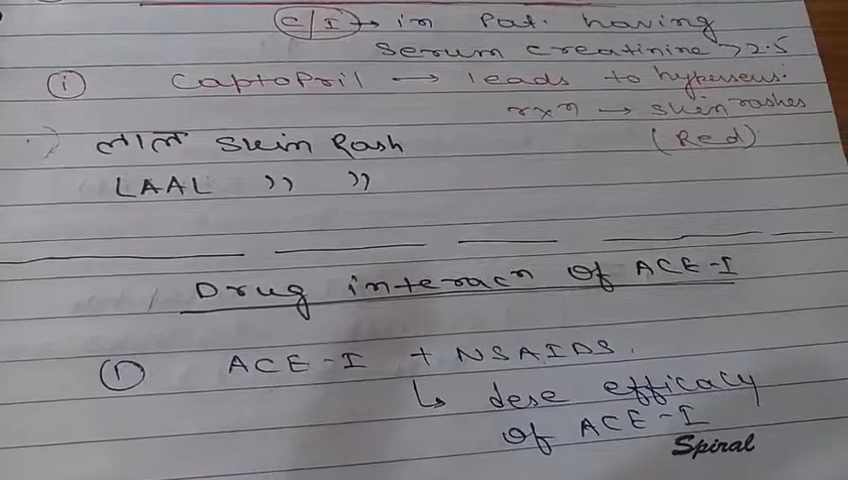 C/I → in Pat. having
serum creatinine > 2.5
(i) Captopril → leads to hypersens.
rxn → skin rashes
(Red)
लाल skin Rash
LAAL ,, ,,
Drug interacn of ACE-I
(1) ACE-I + NSAIDS.
↳ dese efficacy
of ACE-I
Spiral